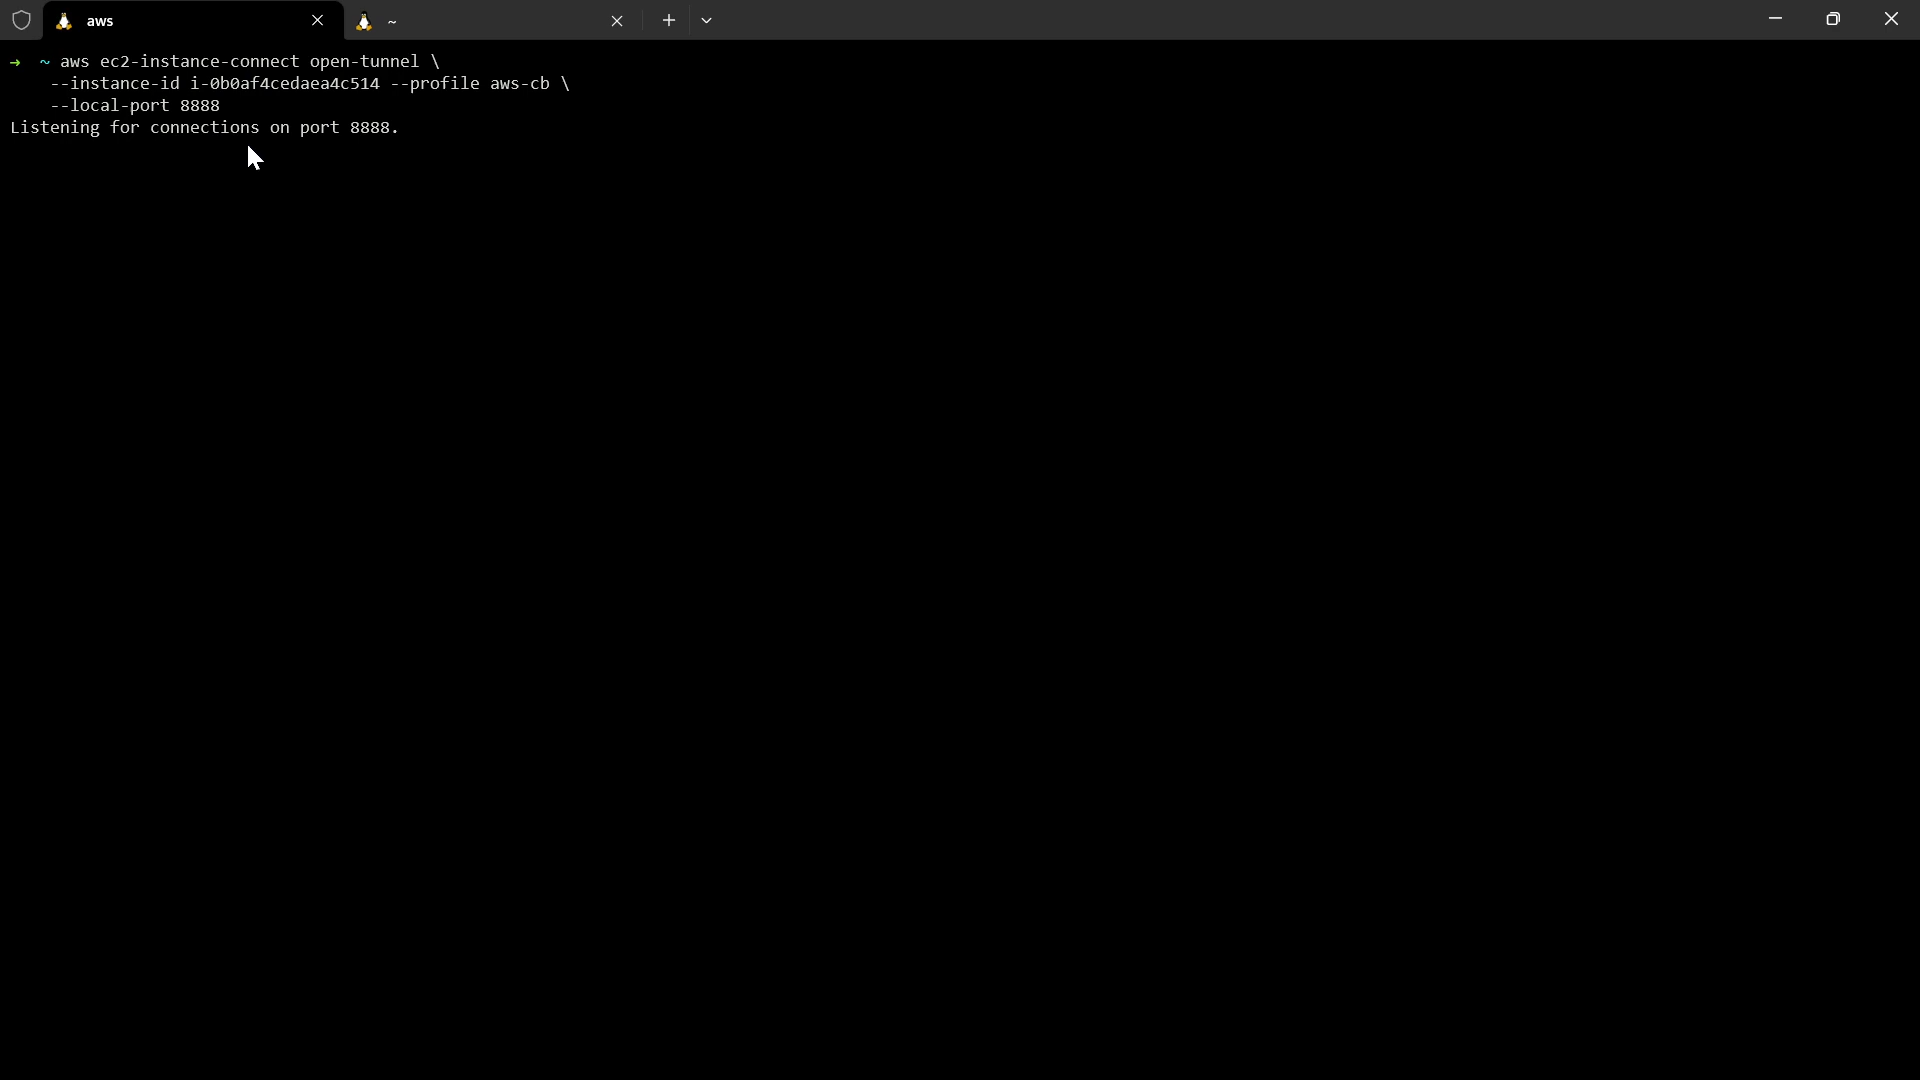 aws
~
➜  ~ aws ec2-instance-connect open-tunnel \
    --instance-id i-0b0af4cedaea4c514 --profile aws-cb \
    --local-port 8888
Listening for connections on port 8888.